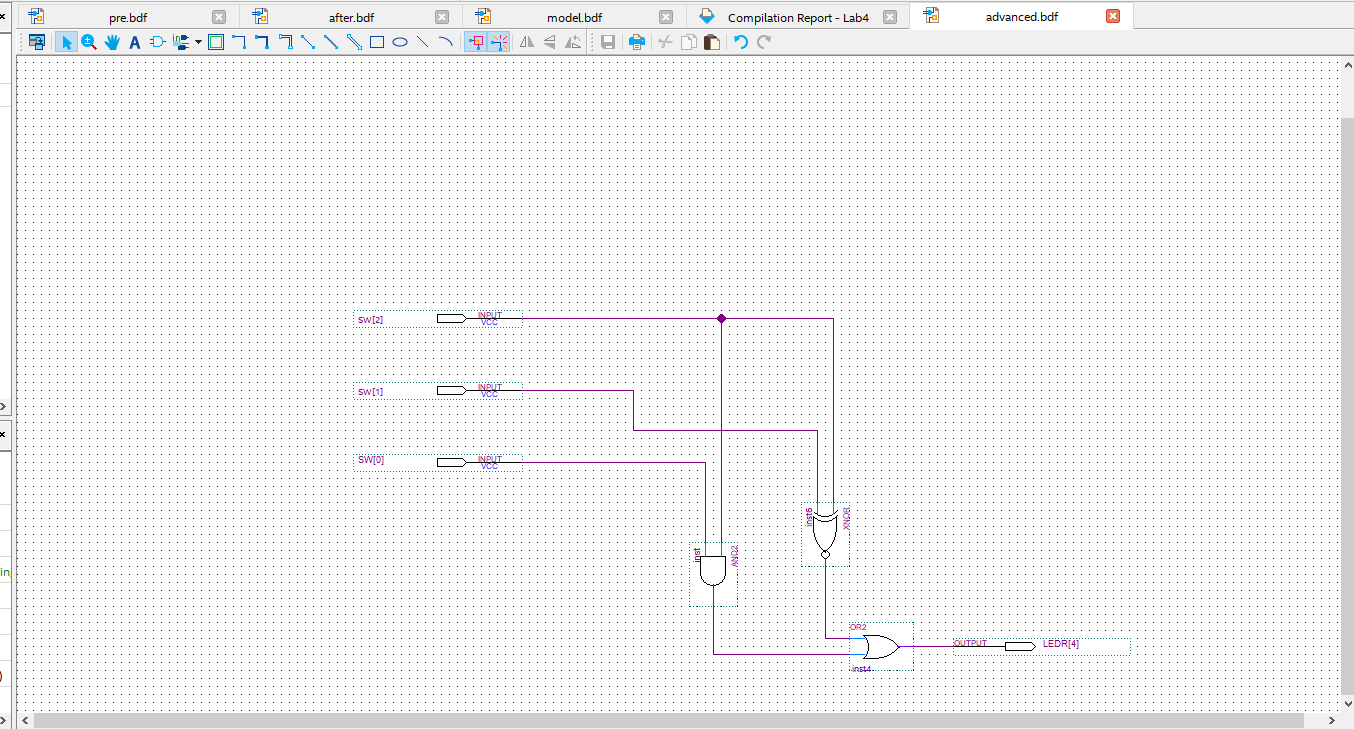 pre.bdf
after.bdf
model.bdf
Compilation Report - Lab4
advanced.bdf
SW[2]
INPUT
VCC
SW[1]
INPUT
VCC
SW[0]
INPUT
VCC
inst6
XNOR
inst
AND2
OR2
inst4
OUTPUT
LEDR[4]